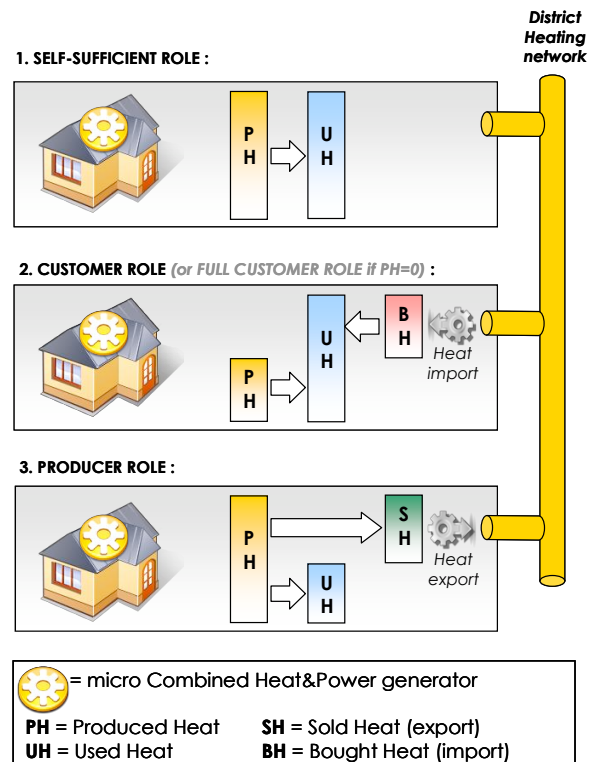 District
Heating
network
1. SELF-SUFFICIENT ROLE :
P
H
U
H
2. CUSTOMER ROLE (or FULL CUSTOMER ROLE if PH=0) :
P
H
U
H
B
H
Heat
import
3. PRODUCER ROLE :
P
H
U
H
S
H
Heat
export
= micro Combined Heat&Power generator
PH = Produced Heat SH = Sold Heat (export)
UH = Used Heat BH = Bought Heat (import)